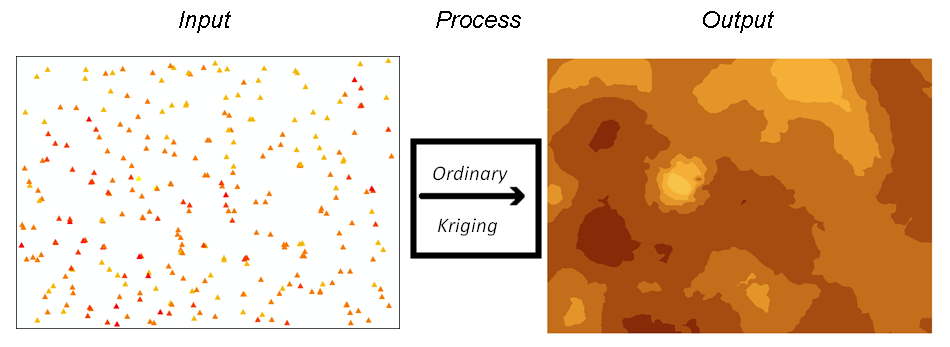 Input
Process
Output
Ordinary
Kriging